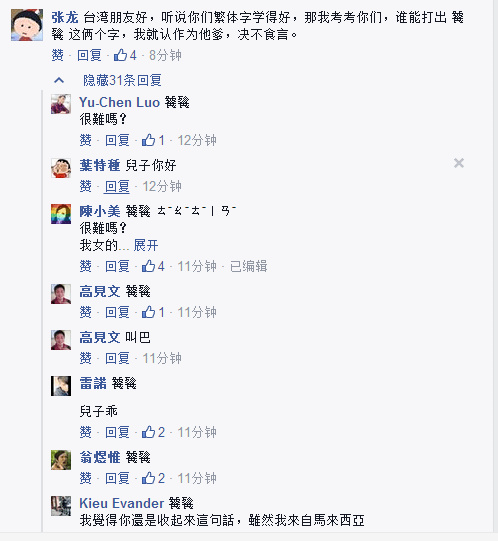 张龙 台湾朋友好，听说你们繁体字学得好，那我考考你们，谁能打出 饕
餮 这俩个字，我就认作为他爹，决不食言。
赞 · 回复 · 4 · 8分钟
隐藏31条回复
Yu-Chen Luo 饕餮
很難嗎？
赞 · 回复 · 1 · 12分钟
葉特種 兒子你好
赞 · 回复 · 12分钟
陳小美 饕餮
很難嗎？
我女的... 展开
赞 · 回复 · 4 · 11分钟 · 已编辑
高見文 饕餮
赞 · 回复 · 1 · 11分钟
高見文 叫巴
赞 · 回复 · 11分钟
雷諾 饕餮
兒子乖
赞 · 回复 · 2 · 11分钟
翁煜惟 饕餮
赞 · 回复 · 2 · 11分钟
Kieu Evander 饕餮
我覺得你還是收起來這句話，雖然我來自馬來西亞